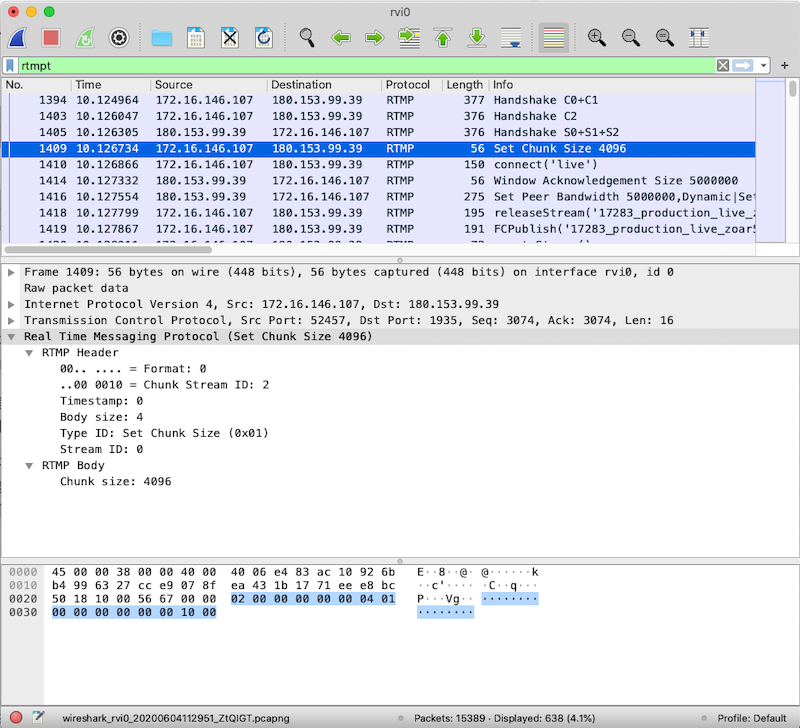 rvi0
rtmpt
No. Time Source Destination Protocol Length Info
1394 10.124964 172.16.146.107 180.153.99.39 RTMP 377 Handshake C0+C1
1403 10.126047 172.16.146.107 180.153.99.39 RTMP 376 Handshake C2
1405 10.126305 180.153.99.39 172.16.146.107 RTMP 376 Handshake S0+S1+S2
1409 10.126734 172.16.146.107 180.153.99.39 RTMP 56 Set Chunk Size 4096
1410 10.126866 172.16.146.107 180.153.99.39 RTMP 150 connect('live')
1414 10.127332 180.153.99.39 172.16.146.107 RTMP 56 Window Acknowledgement Size 5000000
1416 10.127554 180.153.99.39 172.16.146.107 RTMP 275 Set Peer Bandwidth 5000000,Dynamic|Se
1418 10.127799 172.16.146.107 180.153.99.39 RTMP 195 releaseStream('17283_production_live_z
1419 10.127867 172.16.146.107 180.153.99.39 RTMP 191 FCPublish('17283_production_live_zoar
Frame 1409: 56 bytes on wire (448 bits), 56 bytes captured (448 bits) on interface rvi0, id 0
Raw packet data
Internet Protocol Version 4, Src: 172.16.146.107, Dst: 180.153.99.39
Transmission Control Protocol, Src Port: 52457, Dst Port: 1935, Seq: 3074, Ack: 3074, Len: 16
Real Time Messaging Protocol (Set Chunk Size 4096)
RTMP Header
00.. .... = Format: 0
..00 0010 = Chunk Stream ID: 2
Timestamp: 0
Body size: 4
Type ID: Set Chunk Size (0x01)
Stream ID: 0
RTMP Body
Chunk size: 4096
0000 45 00 00 38 00 00 40 00 40 06 e4 83 ac 10 92 6b E··8··@· @······k
0010 b4 99 63 27 cc e9 07 8f ea 43 1b 17 71 ee e8 bc ··c'···· ·C··q···
0020 50 18 10 00 56 67 00 00 02 00 00 00 00 00 04 01 P···Vg·· ········
0030 00 00 00 00 00 00 10 00 ········
wireshark_rvi0_20200604112951_ZtQIGT.pcapng Packets: 15389 · Displayed: 638 (4.1%) Profile: Default